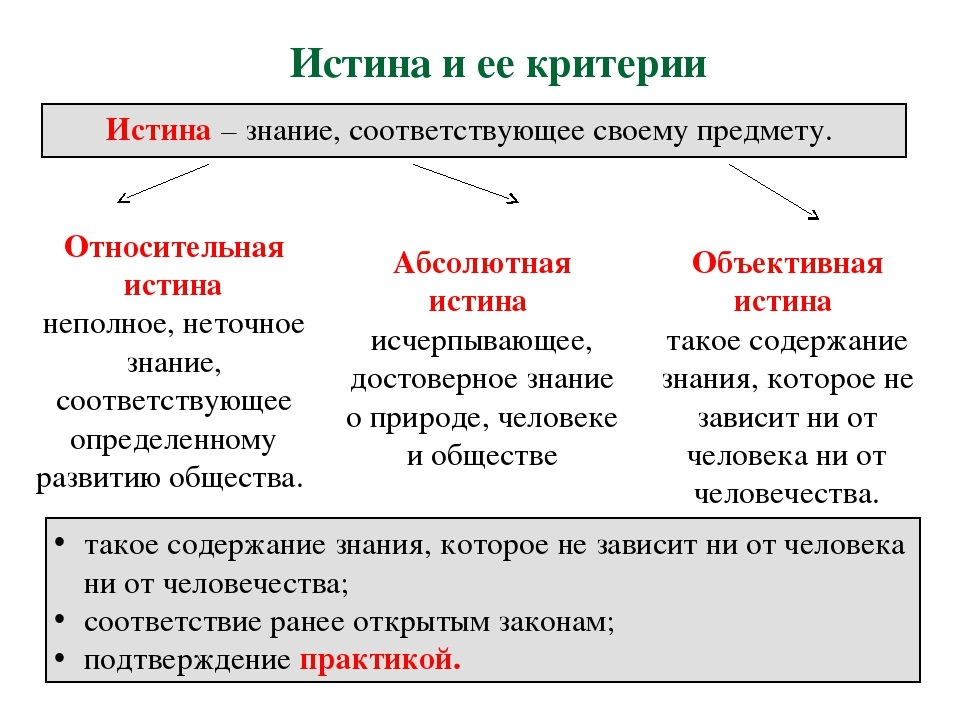 Истина и ее критерии
Истина – знание, соответствующее своему предмету.
Относительная
истина
неполное, неточное
знание,
соответствующее
определенному
развитию общества.
Абсолютная
истина
исчерпывающее,
достоверное знание
о природе, человеке
и обществе
Объективная
истина
такое содержание
знания, которое не
зависит ни от
человека ни от
человечества.
• такое содержание знания, которое не зависит ни от человека
ни от человечества;
• соответствие ранее открытым законам;
• подтверждение практикой.